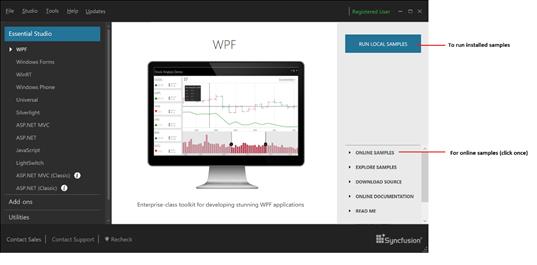 File Studio Tools Help Updates Registered User
Essential Studio
WPF
Windows Forms
WinRT
Windows Phone
Universal
Silverlight
ASP.NET MVC
ASP.NET
JavaScript
LightSwitch
ASP.NET MVC (Classic)
ASP.NET (Classic)
Add-ons
Utilities
WPF
Enterprise-class toolkit for developing stunning WPF applications
RUN LOCAL SAMPLES
To run installed samples
ONLINE SAMPLES
For online samples (click once)
EXPLORE SAMPLES
DOWNLOAD SOURCE
ONLINE DOCUMENTATION
READ ME
Contact Sales Contact Support Recheck
Syncfusion